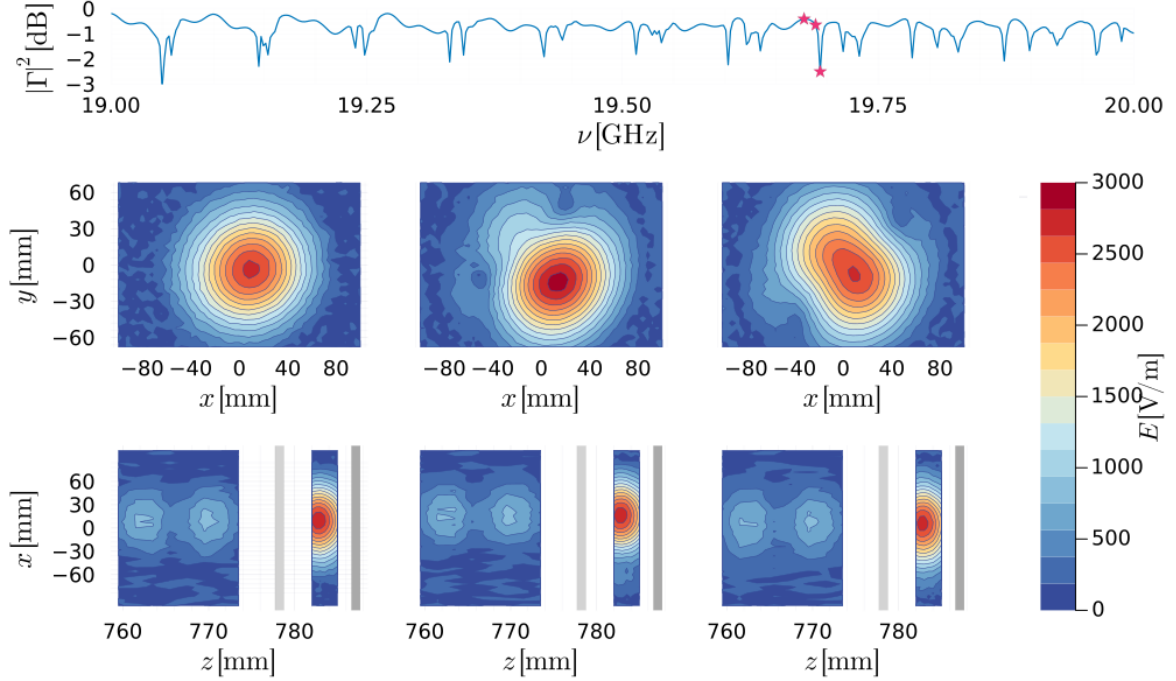 0
−1
−2
−3
|Γ|² [dB]
19.00 19.25 19.50 19.75 20.00
ν [GHz]
60
30
0
−30
−60
y [mm]
−80 −40 0 40 80
−80 −40 0 40 80
−80 −40 0 40 80
x [mm]
x [mm]
x [mm]
60
30
0
−30
−60
x [mm]
760 770 780
760 770 780
760 770 780
z [mm]
z [mm]
z [mm]
3000
2500
2000
1500
1000
500
0
E [V/m]